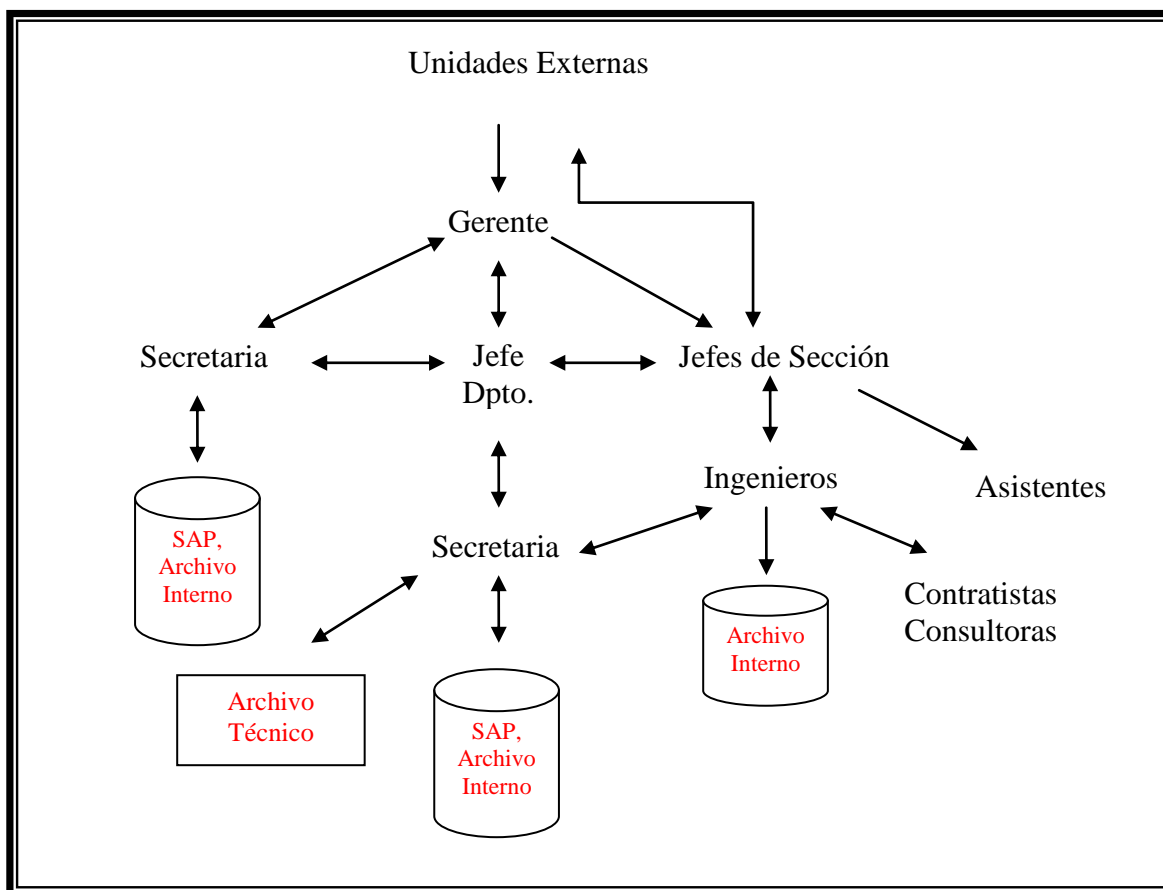 Unidades Externas
Gerente
Secretaria
Jefe
Dpto.
Jefes de Sección
Ingenieros
Asistentes
SAP,
Archivo
Interno
Secretaria
Contratistas
Consultoras
Archivo
Interno
Archivo
Técnico
SAP,
Archivo
Interno